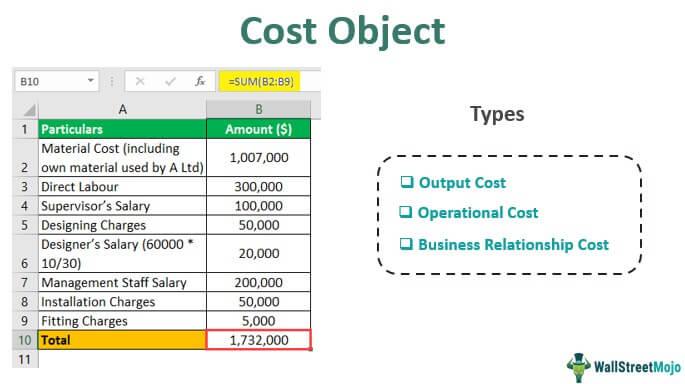 Cost Object
B10 fx =SUM(B2:B9)
A B
1 Particulars Amount ($)
2 Material Cost (including own material used by A Ltd) 1,007,000
3 Direct Labour 300,000
4 Supervisor's Salary 100,000
5 Designing Charges 50,000
6 Designer's Salary (60000 * 10/30) 20,000
7 Management Staff Salary 200,000
8 Installation Charges 50,000
9 Fitting Charges 5,000
10 Total 1,732,000
11
Types
Output Cost
Operational Cost
Business Relationship Cost
WallStreetMojo